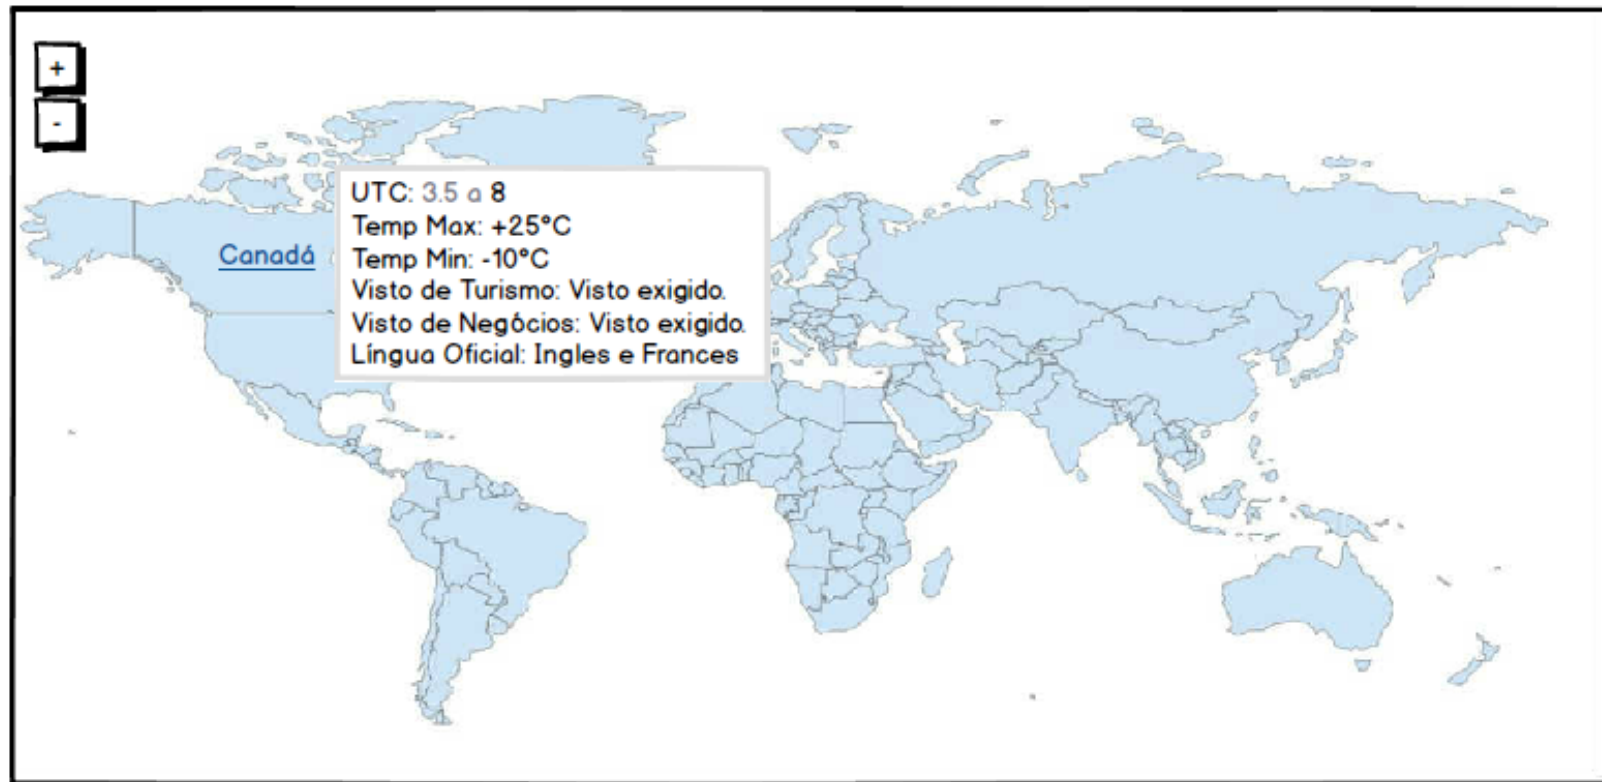 +
-
Canadá
UTC: 3.5 a 8
Temp Max: +25°C
Temp Min: -10°C
Visto de Turismo: Visto exigido.
Visto de Negócios: Visto exigido.
Língua Oficial: Ingles e Frances